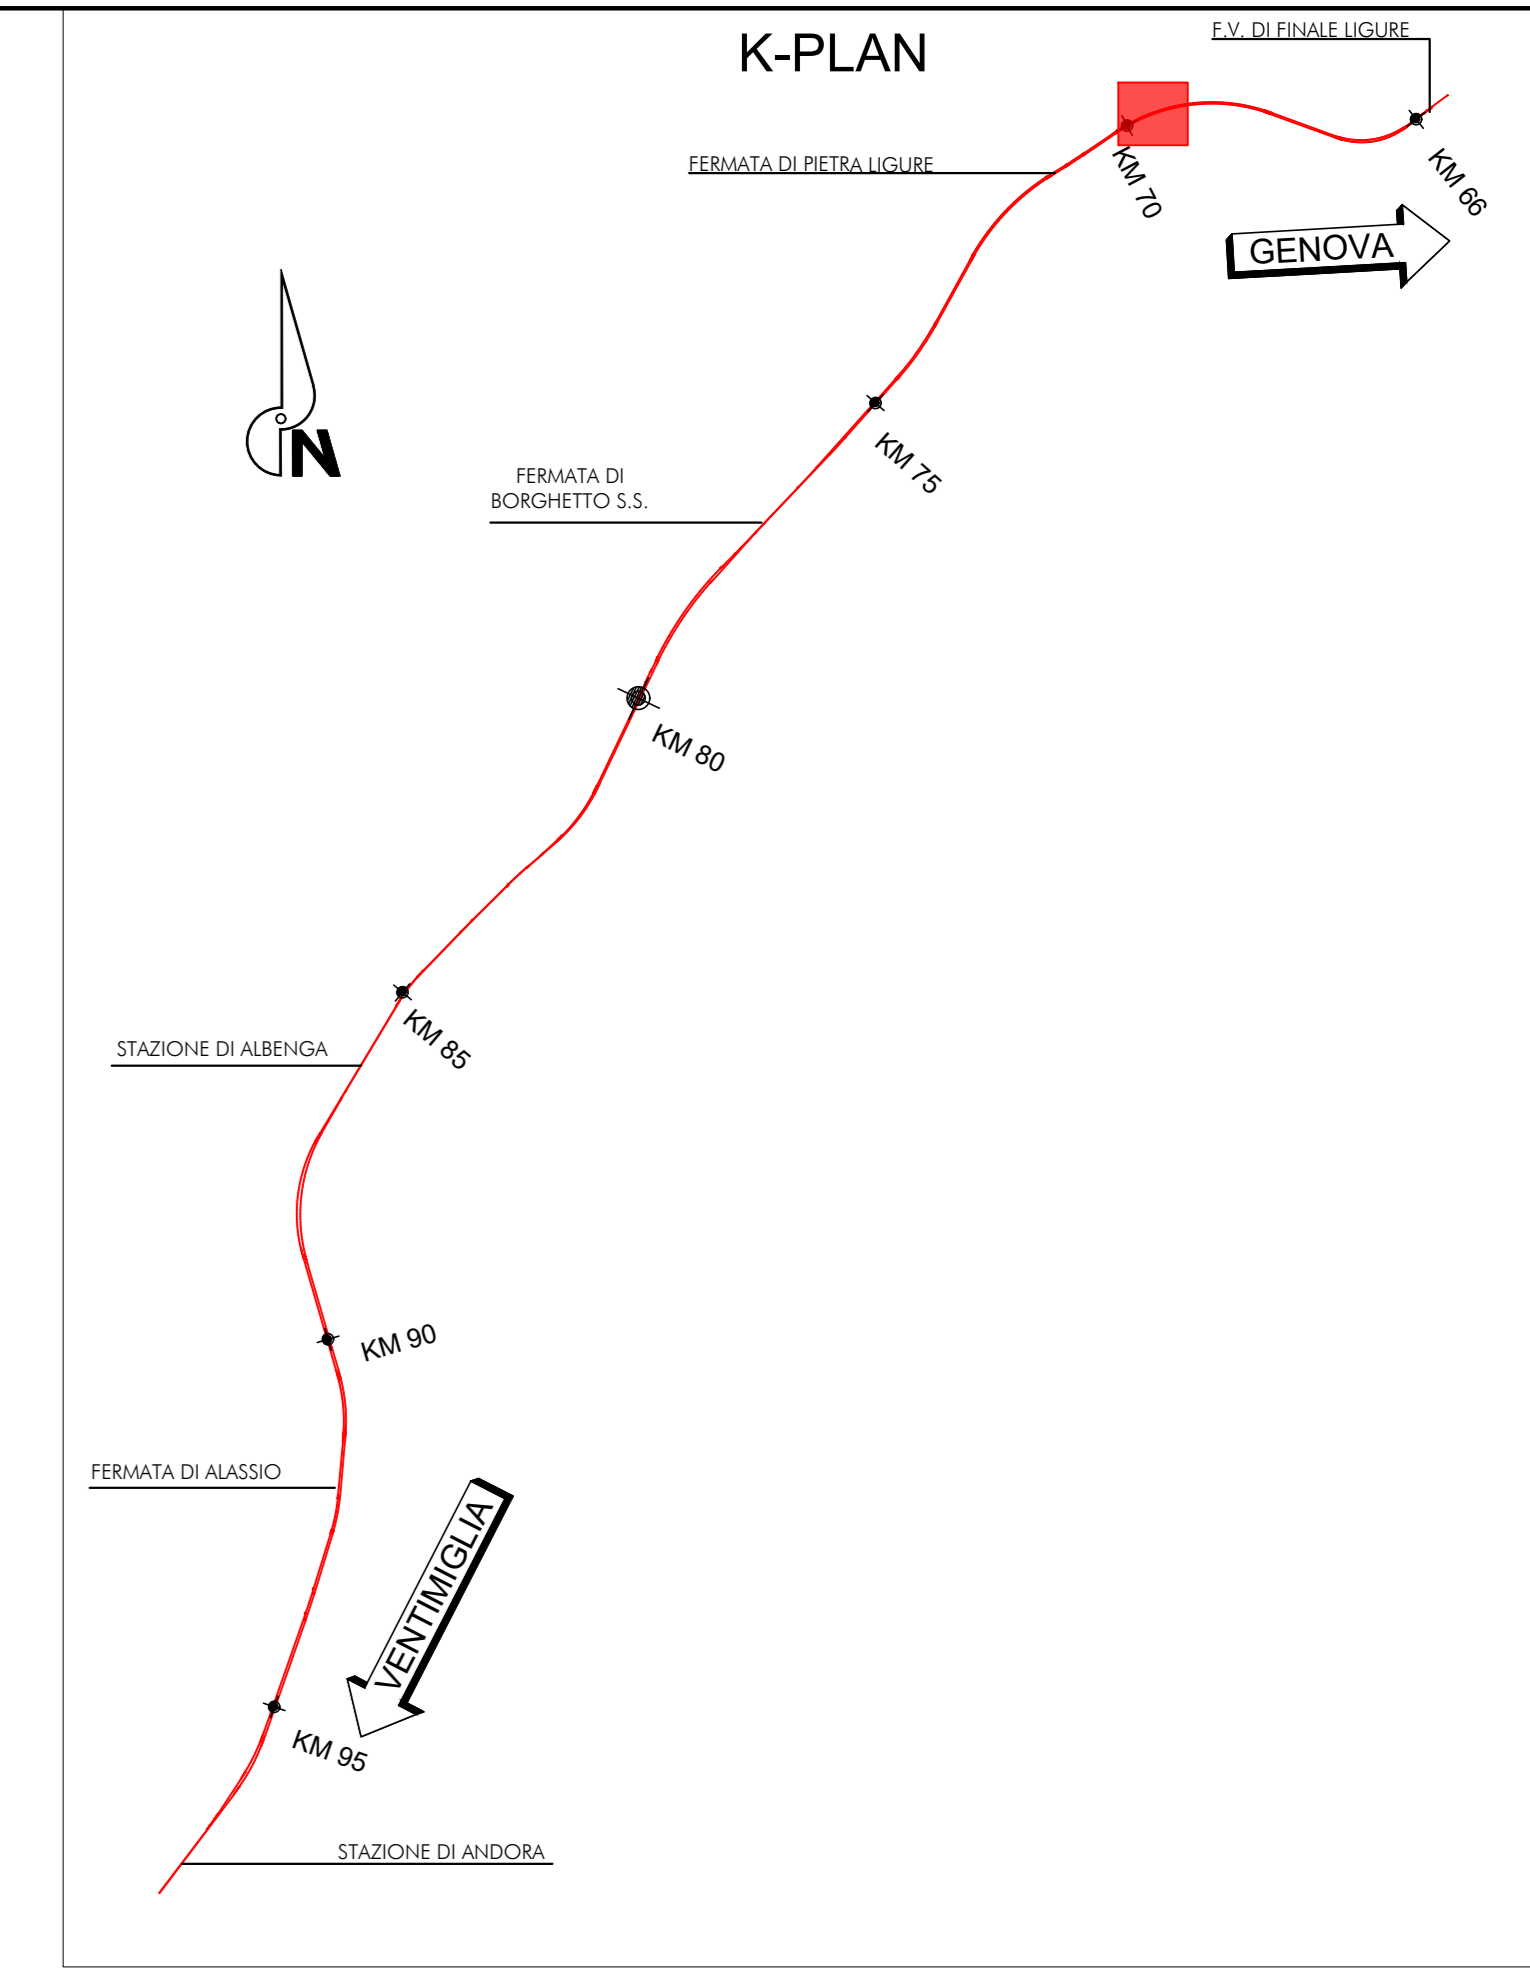 K-PLAN
F.V. DI FINALE LIGURE
FERMATA DI PIETRA LIGURE
KM 70
KM 66
GENOVA
N
KM 75
FERMATA DI
BORGHETTO S.S.
KM 80
KM 85
STAZIONE DI ALBENGA
KM 90
FERMATA DI ALASSIO
VENTIMIGLIA
KM 95
STAZIONE DI ANDORA